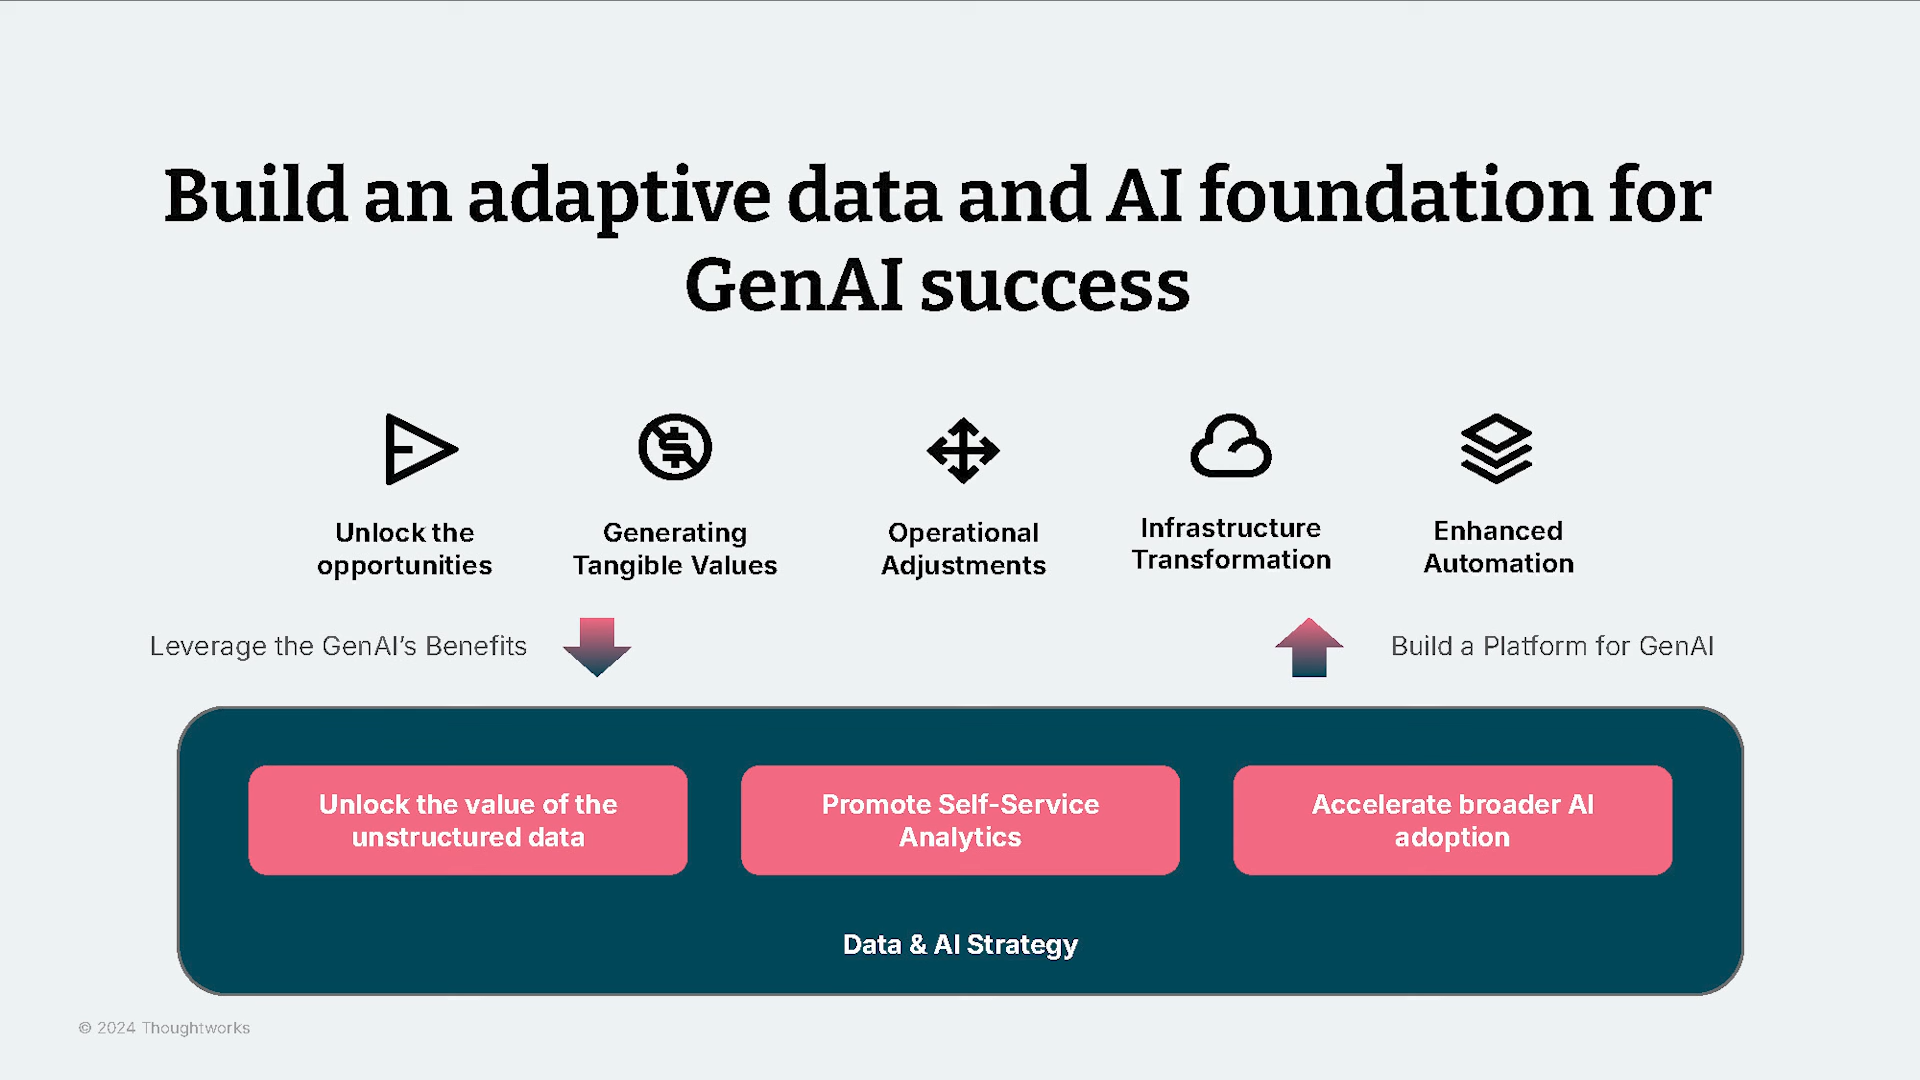 Build an adaptive data and AI foundation for
GenAI success
Unlock the
opportunities
Generating
Tangible Values
Operational
Adjustments
Infrastructure
Transformation
Enhanced
Automation
Leverage the GenAI’s Benefits
Build a Platform for GenAI
Unlock the value of the
unstructured data
Promote Self-Service
Analytics
Accelerate broader AI
adoption
Data & AI Strategy
© 2024 Thoughtworks